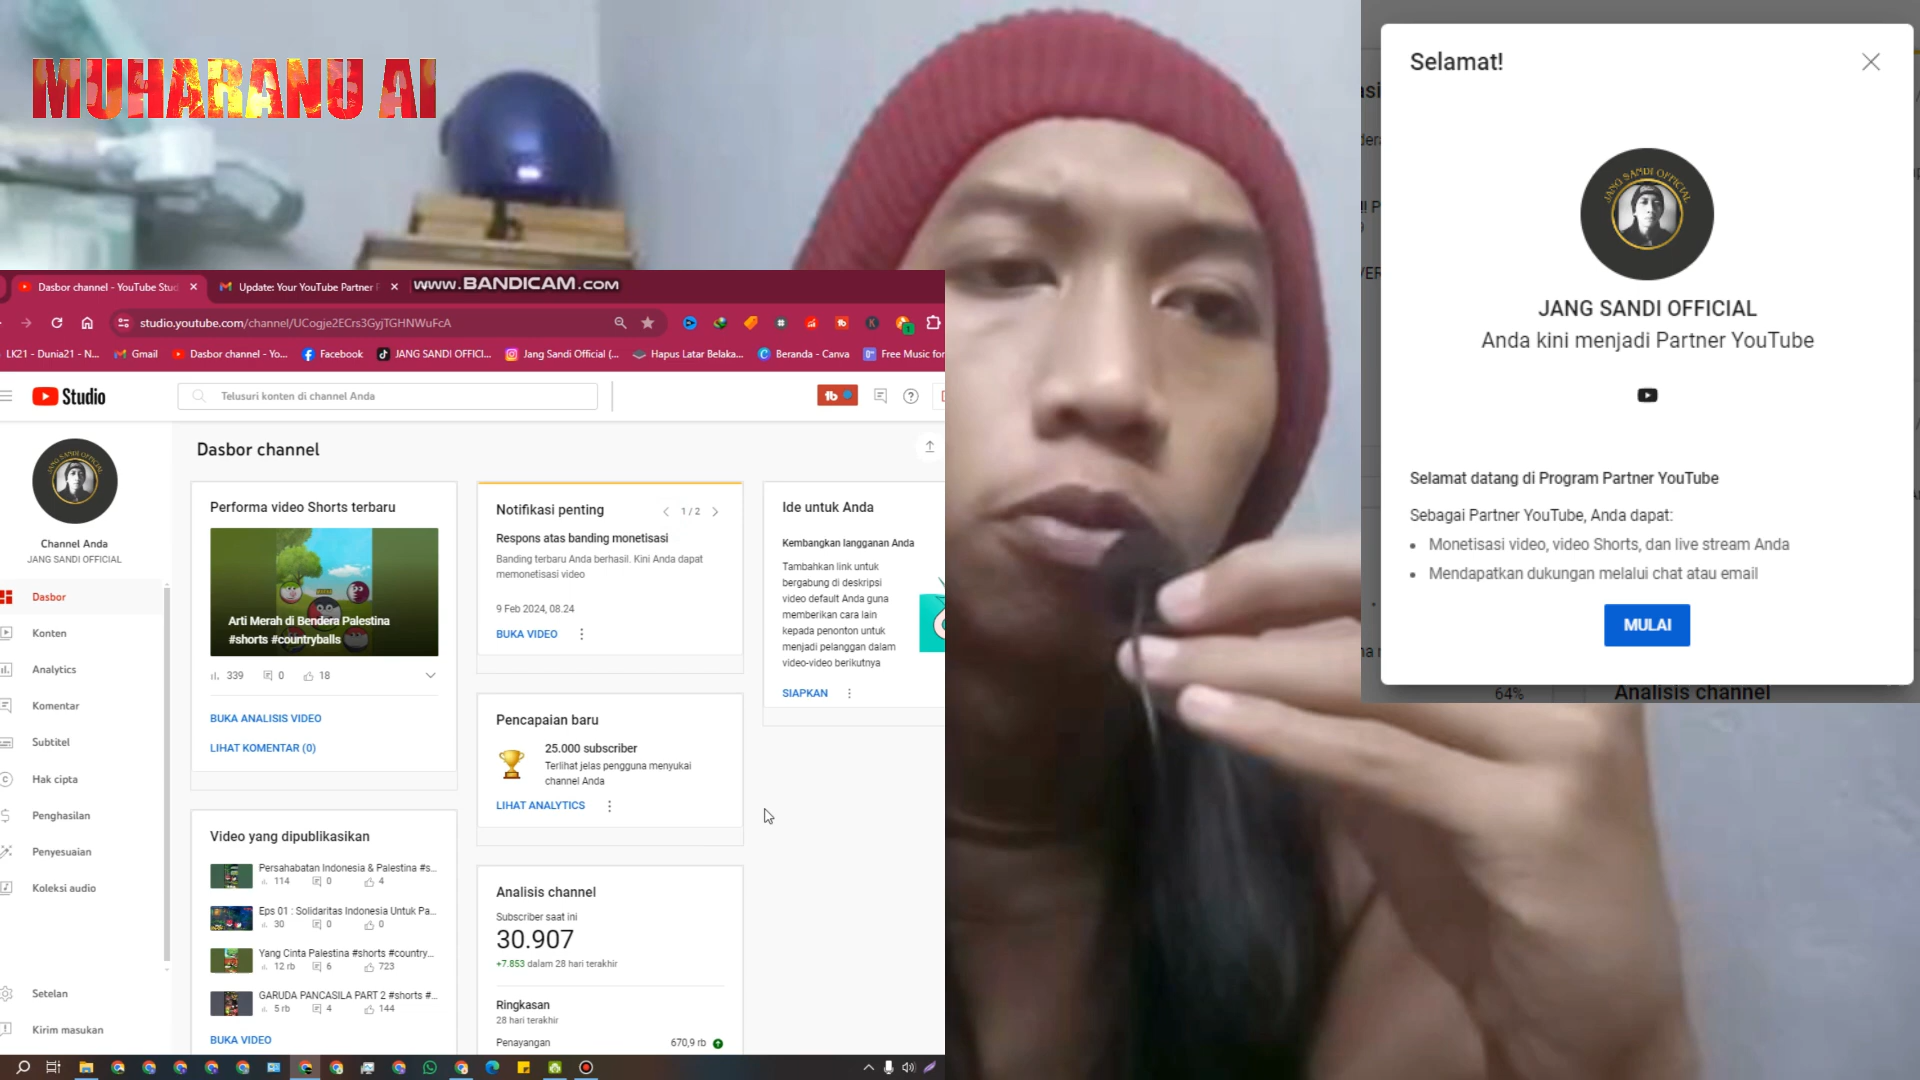 MUHARANU AI
Dasbor channel - YouTube Stud
Update: Your YouTube Partner P
WWW.BANDICAM.COM
studio.youtube.com/channel/UCogje2ECrs3GyjTGHNWuFcA
LK21 - Dunia21 - N...
Gmail
Dasbor channel - Yo...
Facebook
JANG SANDI OFFICI...
Jang Sandi Official (...
Hapus Latar Belaka...
Beranda - Canva
Free Music for
Studio
Telusuri konten di channel Anda
JANG SANDI OFFICIAL
Channel Anda
JANG SANDI OFFICIAL
Dasbor
Konten
Analytics
Komentar
Subtitel
Hak cipta
Penghasilan
Penyesuaian
Koleksi audio
Setelan
Kirim masukan
Dasbor channel
Performa video Shorts terbaru
Arti Merah di Bendera Palestina
#shorts #countryballs
339 0 18
BUKA ANALISIS VIDEO
LIHAT KOMENTAR (0)
Video yang dipublikasikan
Persahabatan Indonesia & Palestina #s...
114 0 4
Eps 01 : Solidaritas Indonesia Untuk Pa...
30 0 0
Yang Cinta Palestina #shorts #country...
12 rb 6 723
GARUDA PANCASILA PART 2 #shorts #...
5 rb 4 144
BUKA VIDEO
Notifikasi penting
1 / 2
Respons atas banding monetisasi
Banding terbaru Anda berhasil. Kini Anda dapat
memonetisasi video
9 Feb 2024, 08.24
BUKA VIDEO
Pencapaian baru
25.000 subscriber
Terlihat jelas pengguna menyukai
channel Anda
LIHAT ANALYTICS
Analisis channel
Subscriber saat ini
30.907
+7.853 dalam 28 hari terakhir
Ringkasan
28 hari terakhir
Penayangan 670,9 rb
Ide untuk Anda
Kembangkan langganan Anda
Tambahkan link untuk
bergabung di deskripsi
video default Anda guna
memberikan cara lain
kepada penonton untuk
menjadi pelanggan dalam
video-video berikutnya
SIAPKAN
Selamat!
JANG SANDI OFFICIAL
JANG SANDI OFFICIAL
Anda kini menjadi Partner YouTube
Selamat datang di Program Partner YouTube
Sebagai Partner YouTube, Anda dapat:
• Monetisasi video, video Shorts, dan live stream Anda
• Mendapatkan dukungan melalui chat atau email
MULAI
64%
Analisis channel